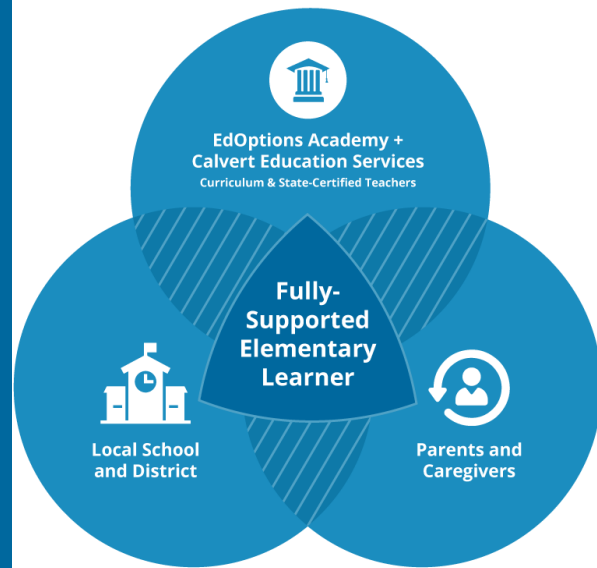 EdOptions Academy +
Calvert Education Services
Curriculum & State-Certified Teachers
Fully-
Supported
Elementary
Learner
Local School
and District
Parents and
Caregivers